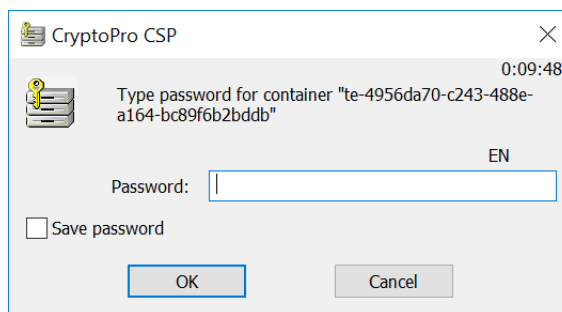 CryptoPro CSP
0:09:48
Type password for container "te-4956da70-c243-488e-
a164-bc89f6b2bddb"
EN
Password:
Save password
OK Cancel